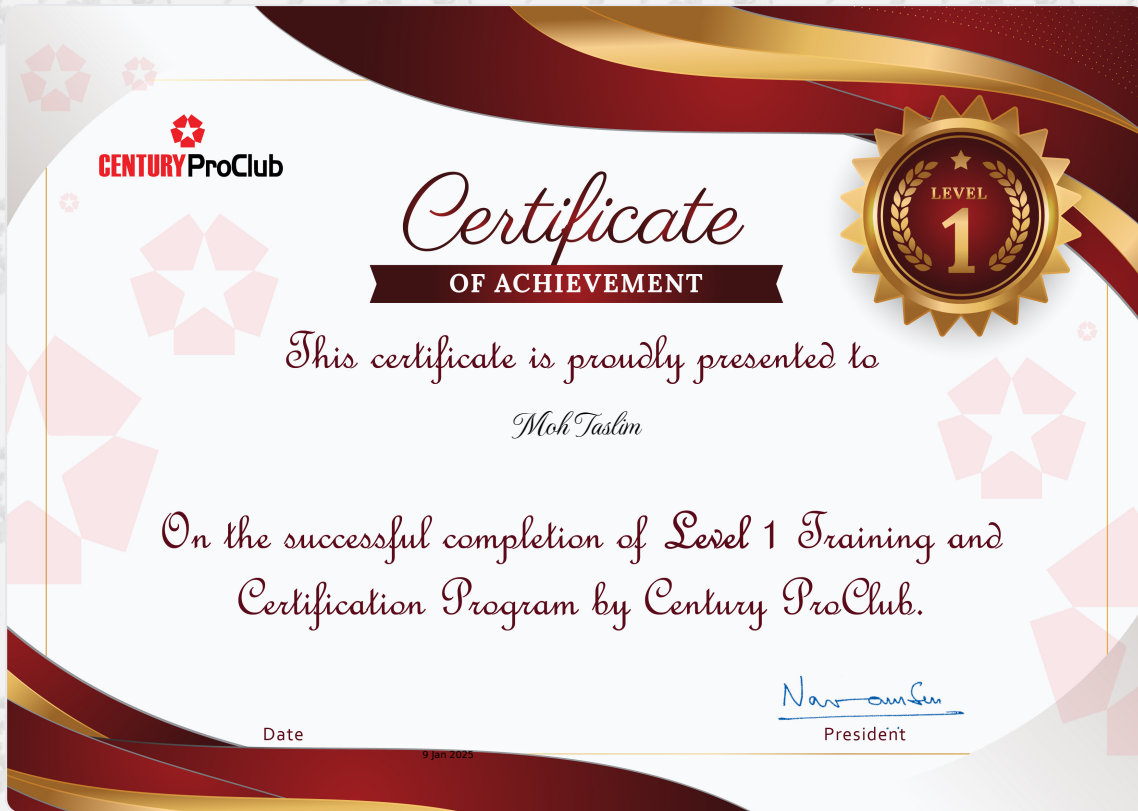 CENTURY ProClub
LEVEL
1
Certificate
OF ACHIEVEMENT
This certificate is proudly presented to
Moh Taslim
On the successful completion of Level 1 Training and
Certification Program by Century ProClub.
Date
President
9 Jan 2025